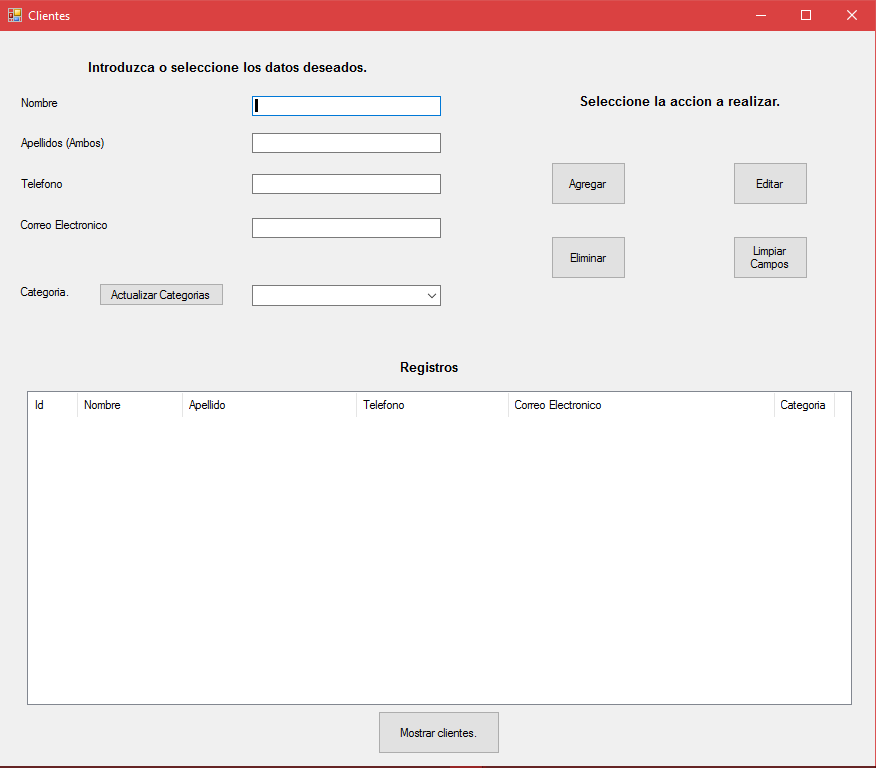 Clientes
Introduzca o seleccione los datos deseados.
Nombre
Seleccione la accion a realizar.
Apellidos (Ambos)
Telefono
Agregar
Editar
Correo Electronico
Eliminar
Limpiar
Campos
Categoria.
Actualizar Categorias
Registros
Id Nombre Apellido Telefono Correo Electronico Categoria
Mostrar clientes.